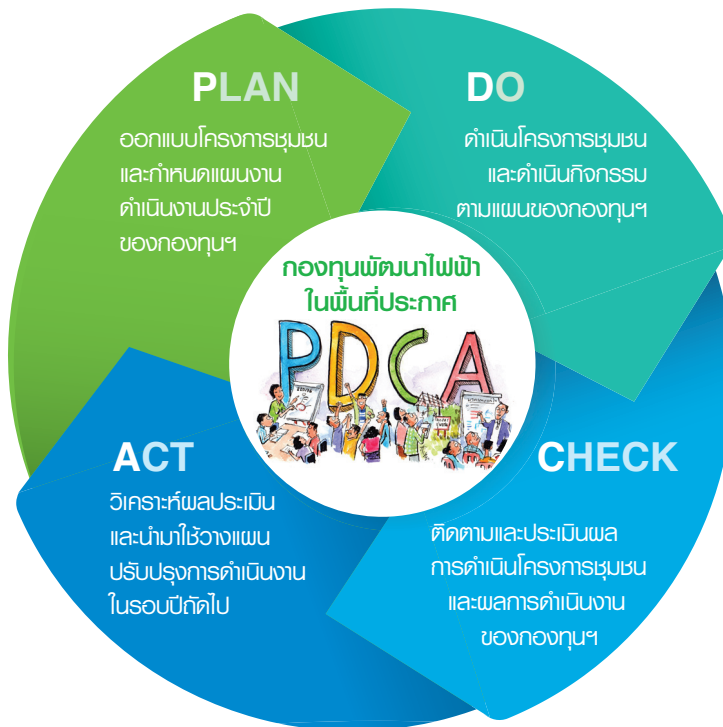 PLAN
ออกแบบโครงการชุมชน
และกำหนดแผนงาน
ดำเนินงานประจำปี
ของกองทุนฯ
DO
ดำเนินโครงการชุมชน
และดำเนินกิจกรรม
ตามแผนของกองทุนฯ
กองทุนพัฒนาไฟฟ้า
ในพื้นที่ประกาศ
PDCA
CHECK
ติดตามและประเมินผล
การดำเนินโครงการชุมชน
และผลการดำเนินงาน
ของกองทุนฯ
ACT
วิเคราะห์ผลประเมิน
และนำมาใช้วางแผน
ปรับปรุงการดำเนินงาน
ในรอบปีถัดไป